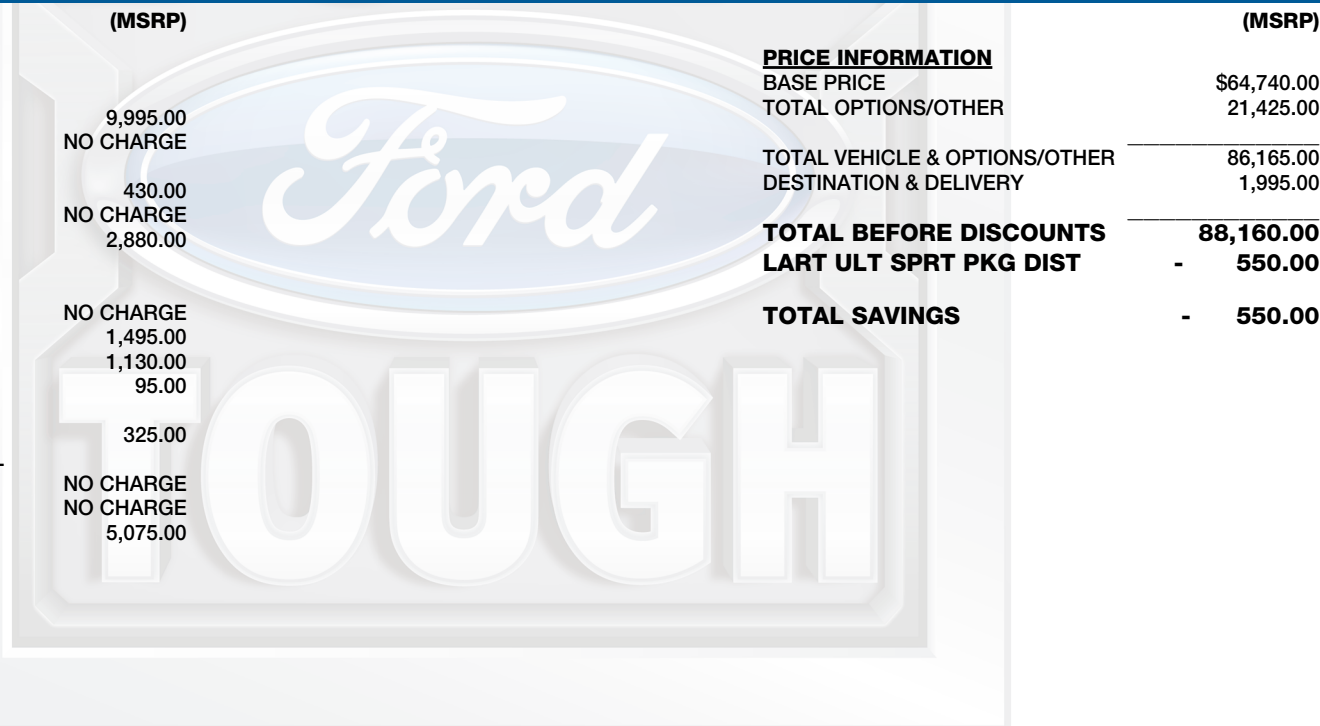 (MSRP)
9,995.00
NO CHARGE
430.00
NO CHARGE
2,880.00
NO CHARGE
1,495.00
1,130.00
95.00
325.00
NO CHARGE
NO CHARGE
5,075.00
Ford
TOUGH
(MSRP)
PRICE INFORMATION
BASE PRICE $64,740.00
TOTAL OPTIONS/OTHER 21,425.00
TOTAL VEHICLE & OPTIONS/OTHER 86,165.00
DESTINATION & DELIVERY 1,995.00
TOTAL BEFORE DISCOUNTS 88,160.00
LART ULT SPRT PKG DIST - 550.00
TOTAL SAVINGS - 550.00